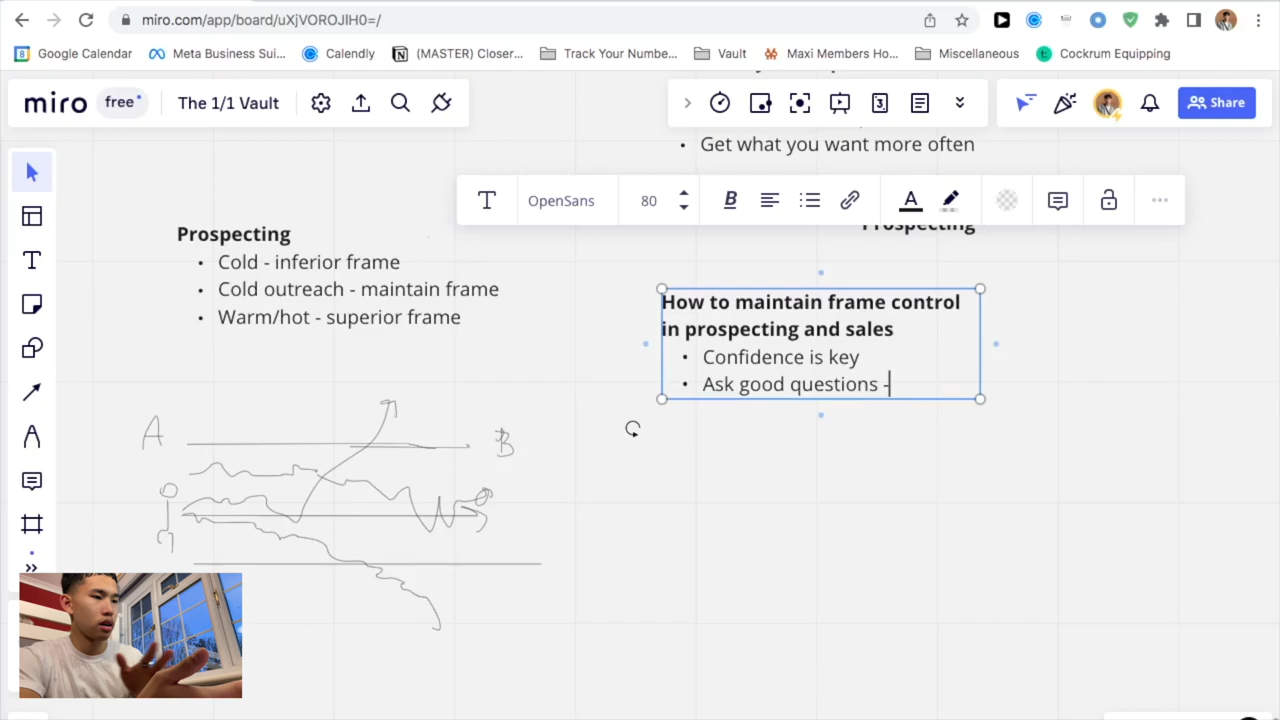 miro.com/app/board/uXjVOROJIH0=/
Google Calendar
Meta Business Sui...
Calendly
(MASTER) Closer...
Track Your Numbe...
Vault
Maxi Members Ho...
Miscellaneous
Cockrum Equipping
miro
free
The 1/1 Vault
3
Share
Get what you want more often
OpenSans
80
B
A
Prospecting
Prospecting
Cold - inferior frame
Cold outreach - maintain frame
Warm/hot - superior frame
How to maintain frame control
in prospecting and sales
Confidence is key
Ask good questions -
A
B